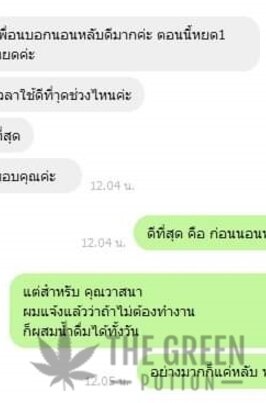 เพื่อนบอกนอนหลับดีมากค่ะ ตอนนี้หยด1
หยดค่ะ
เวลาใช้ดีที่าุดช่วงไหนค่ะ
ที่สุด
ขอบคุณค่ะ
12.04 น.
ดีที่สุด คือ ก่อนนอน
12.04 น.
แต่สำหรับ คุณวาสนา
ผมแจ้งแล้วว่าถ้าไม่ต้องทำงาน
ก็ผสมน้ำดื่มได้ทั้งวัน
THE GREEN
POTION
อย่างมากก็แค่หลับ
12.05 น.